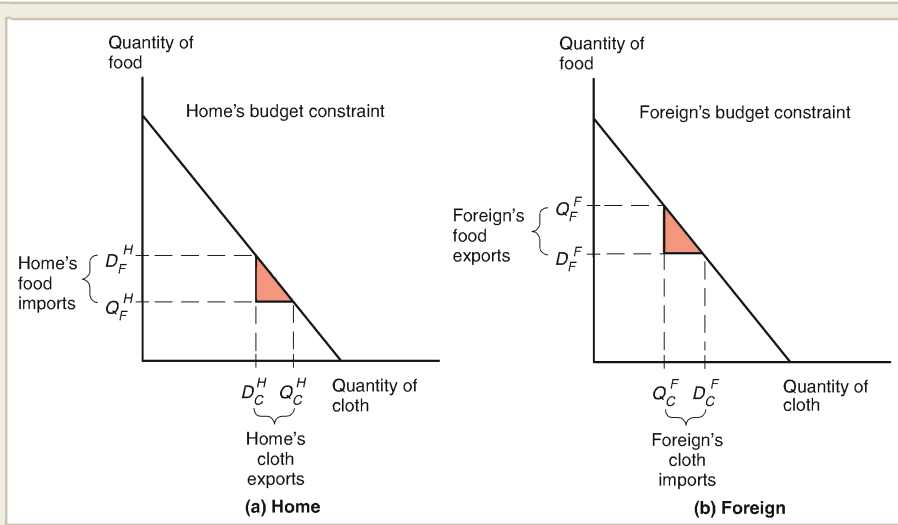 Quantity of
food
Home's budget constraint
Home's
food
imports
D_F^H
Q_F^H
D_C^H Q_C^H
Quantity of
cloth
Home's
cloth
exports
(a) Home
Quantity of
food
Foreign's budget constraint
Foreign's
food
exports
Q_F^F
D_F^F
Q_C^F D_C^F
Quantity of
cloth
Foreign's
cloth
imports
(b) Foreign